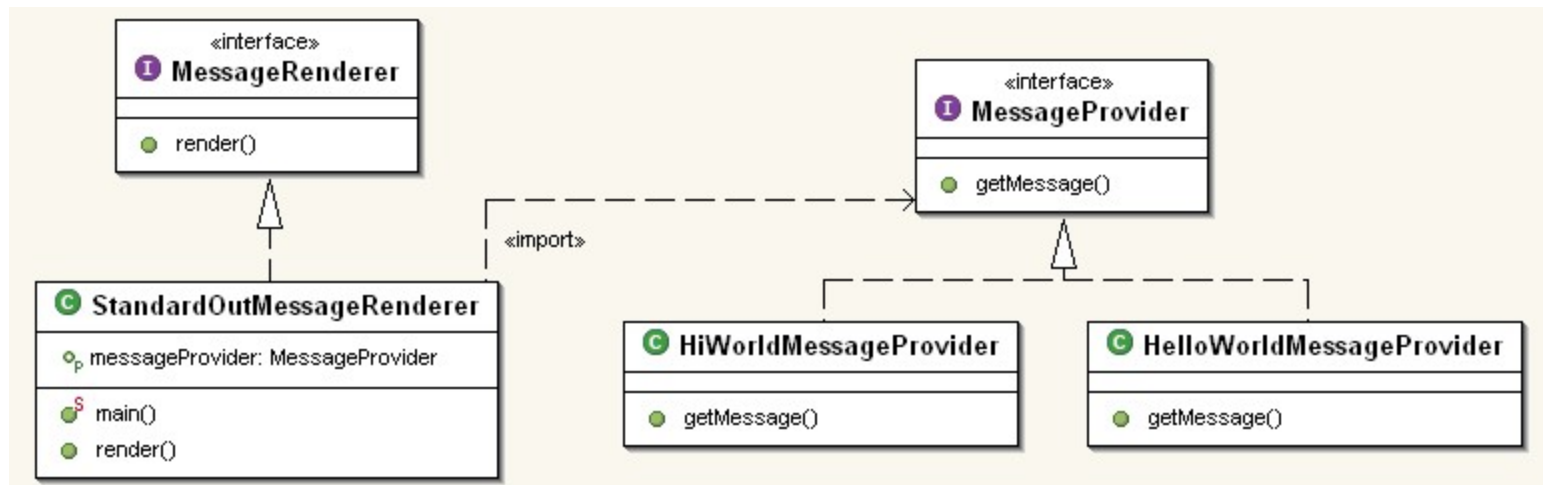 «interface»
I MessageRenderer
render()
«interface»
I MessageProvider
getMessage()
«import»
C StandardOutMessageRenderer
P messageProvider: MessageProvider
S main()
render()
C HiWorldMessageProvider
getMessage()
C HelloWorldMessageProvider
getMessage()